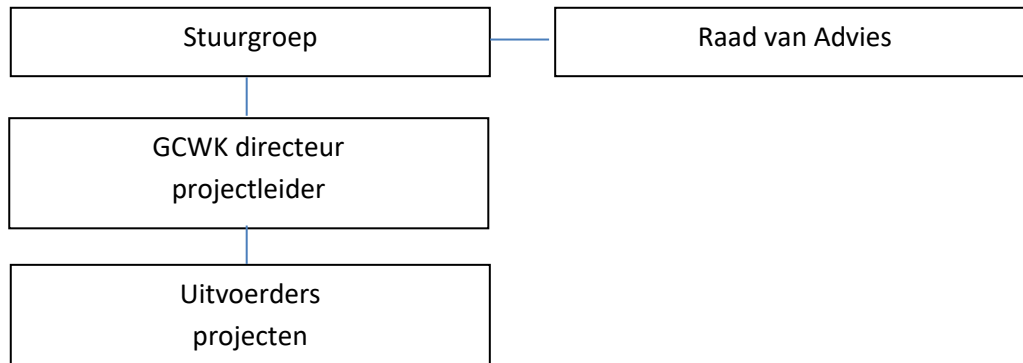 Stuurgroep
Raad van Advies
GCWK directeur
projectleider
Uitvoerders
projecten